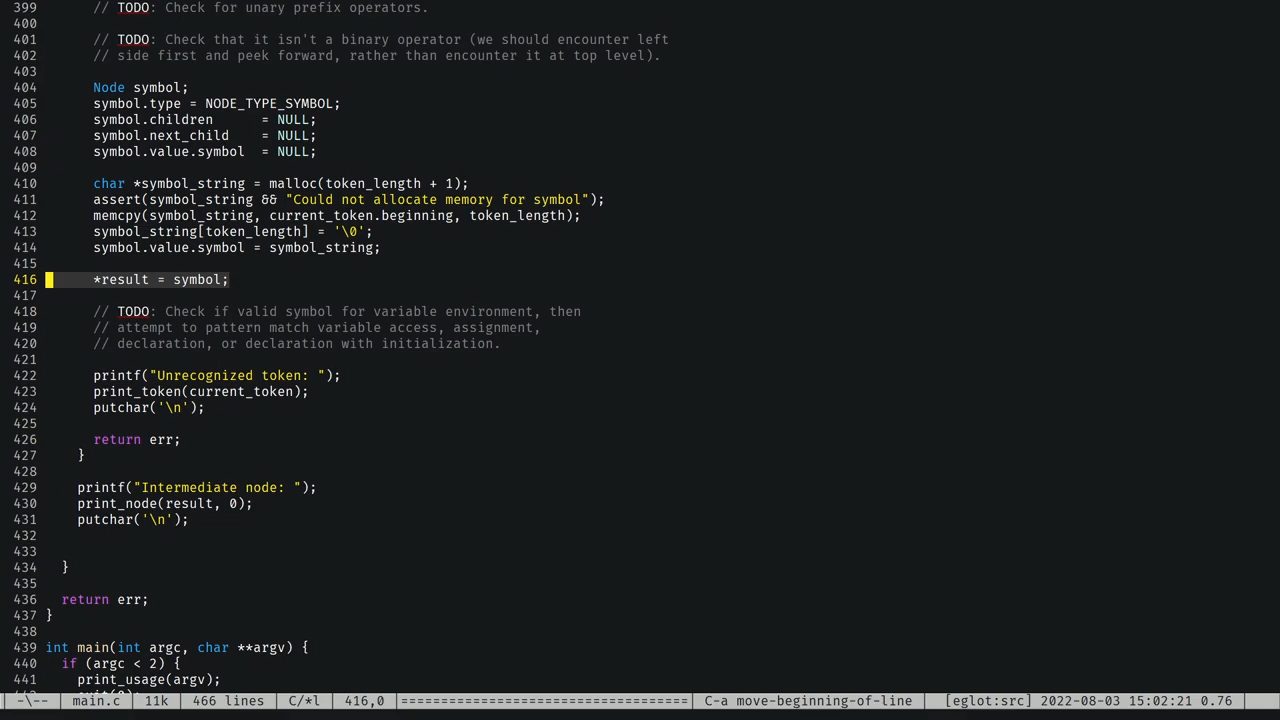 399 // TODO: Check for unary prefix operators.
400
401 // TODO: Check that it isn't a binary operator (we should encounter left
402 // side first and peek forward, rather than encounter it at top level).
403
404 Node symbol;
405 symbol.type = NODE_TYPE_SYMBOL;
406 symbol.children      = NULL;
407 symbol.next_child    = NULL;
408 symbol.value.symbol  = NULL;
409
410 char *symbol_string = malloc(token_length + 1);
411 assert(symbol_string && "Could not allocate memory for symbol");
412 memcpy(symbol_string, current_token.beginning, token_length);
413 symbol_string[token_length] = '\0';
414 symbol.value.symbol = symbol_string;
415
416 *result = symbol;
417
418 // TODO: Check if valid symbol for variable environment, then
419 // attempt to pattern match variable access, assignment,
420 // declaration, or declaration with initialization.
421
422 printf("Unrecognized token: ");
423 print_token(current_token);
424 putchar('\n');
425
426 return err;
427 }
428
429 printf("Intermediate node: ");
430 print_node(result, 0);
431 putchar('\n');
432
433
434 }
435
436 return err;
437 }
438
439 int main(int argc, char **argv) {
440 if (argc < 2) {
441 print_usage(argv);
-\-- main.c 11k 466 lines C/*l 416,0 ==================================== C-a move-beginning-of-line [eglot:src] 2022-08-03 15:02:21 0.76